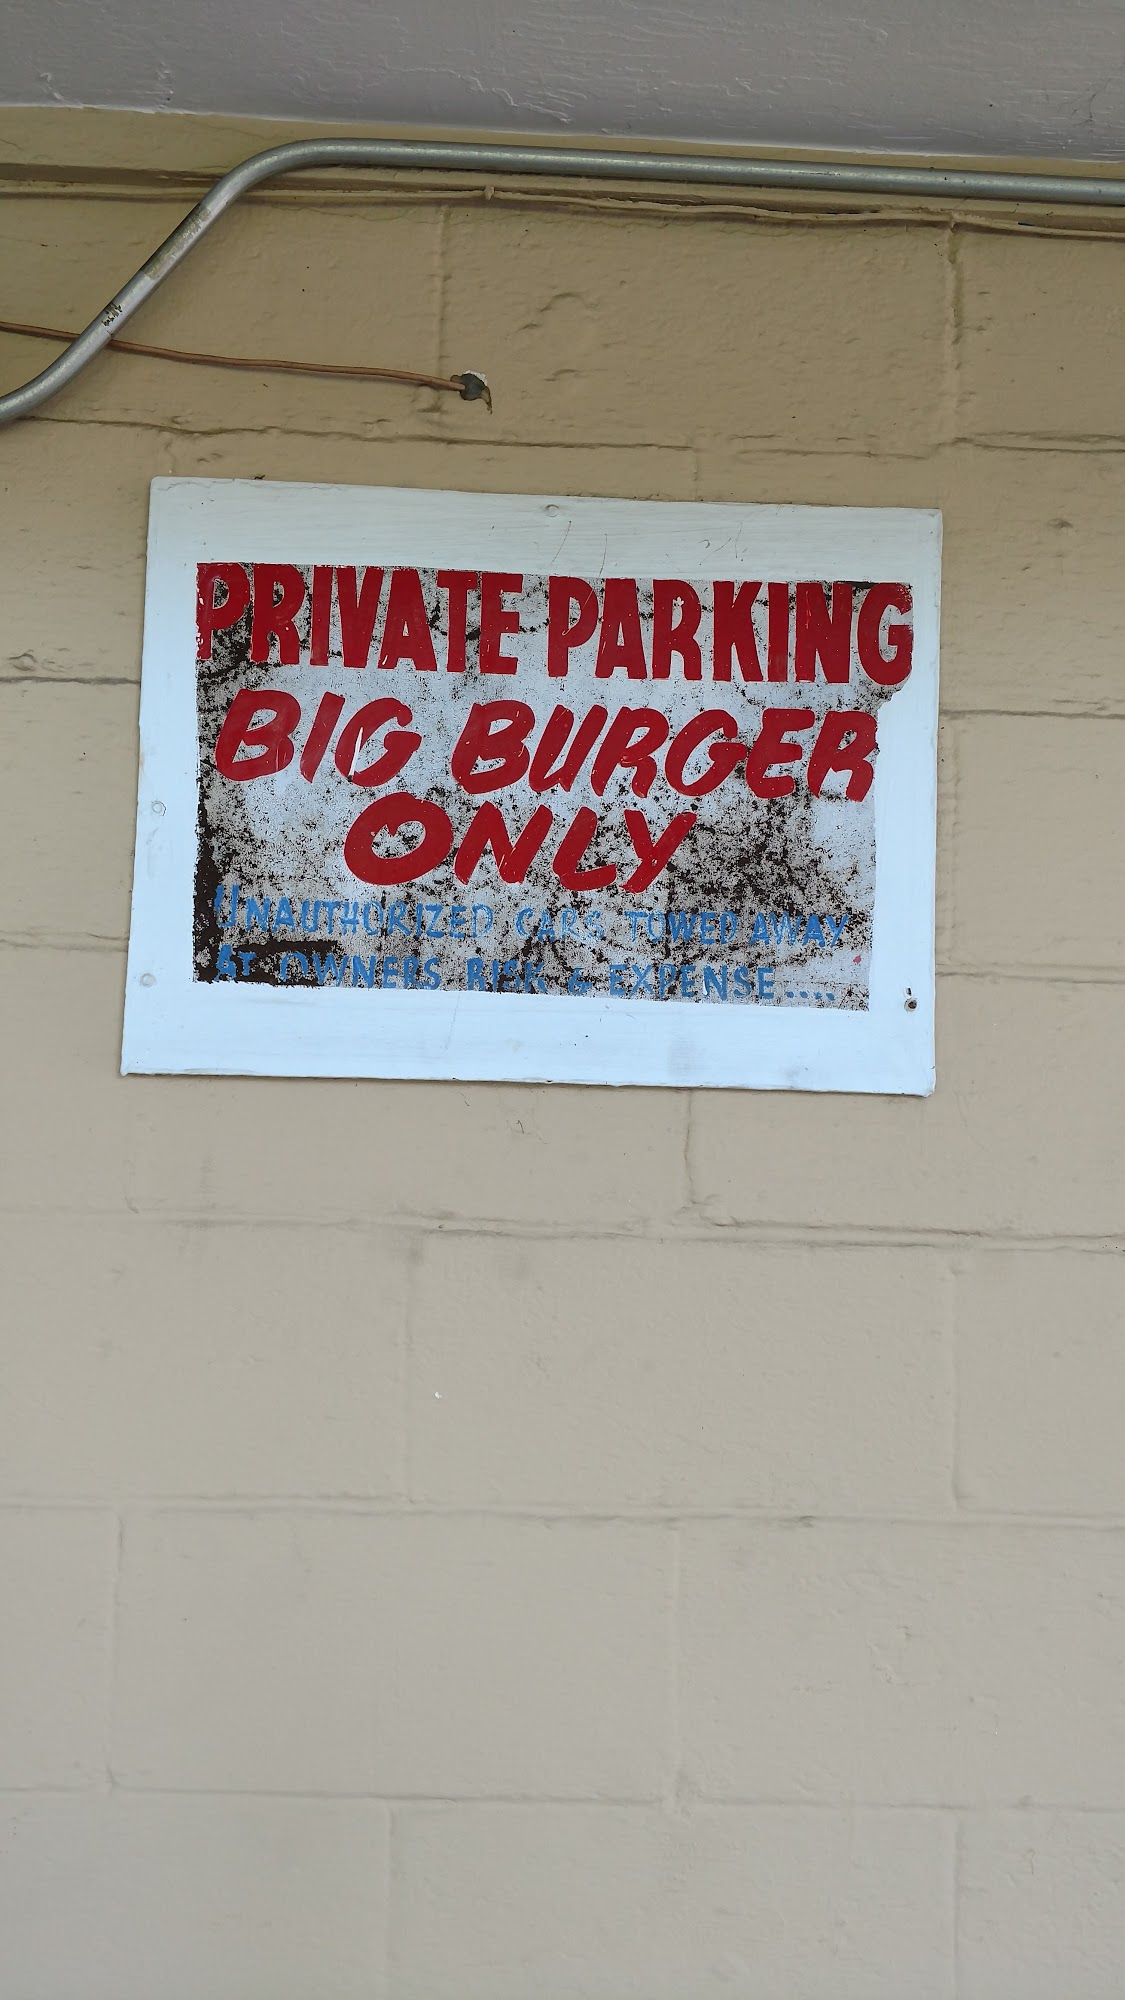 PRIVATE PARKING
BIG BURGER
ONLY
UNAUTHORIZED CARS TOWED AWAY
AT OWNERS RISK & EXPENSE....